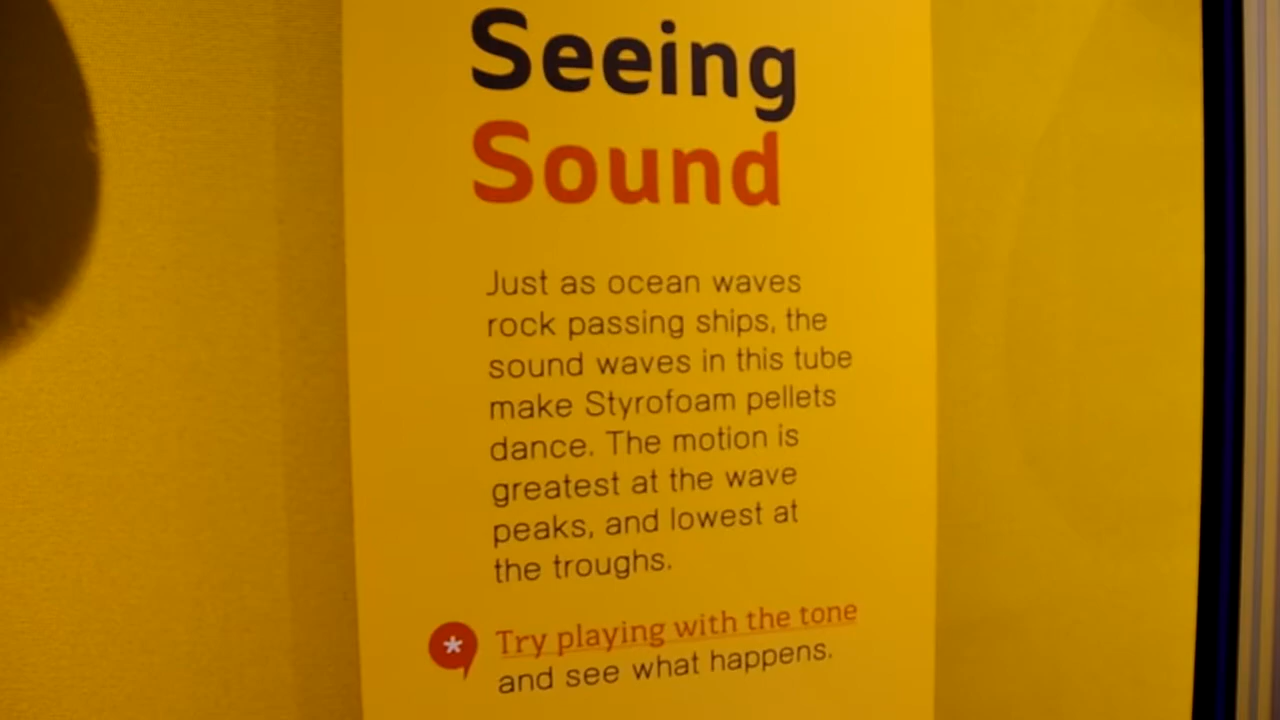 Seeing
Sound
Just as ocean waves
rock passing ships, the
sound waves in this tube
make Styrofoam pellets
dance. The motion is
greatest at the wave
peaks, and lowest at
the troughs.
* Try playing with the tone
and see what happens.